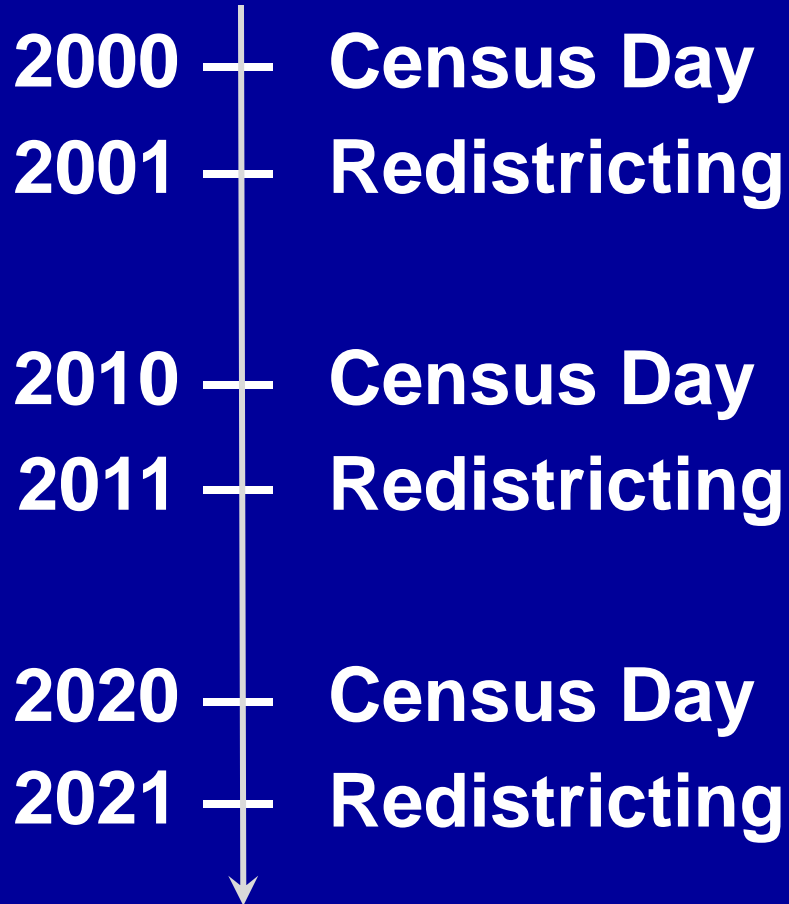 2000 Census Day
2001 Redistricting
2010 Census Day
2011 Redistricting
2020 Census Day
2021 Redistricting